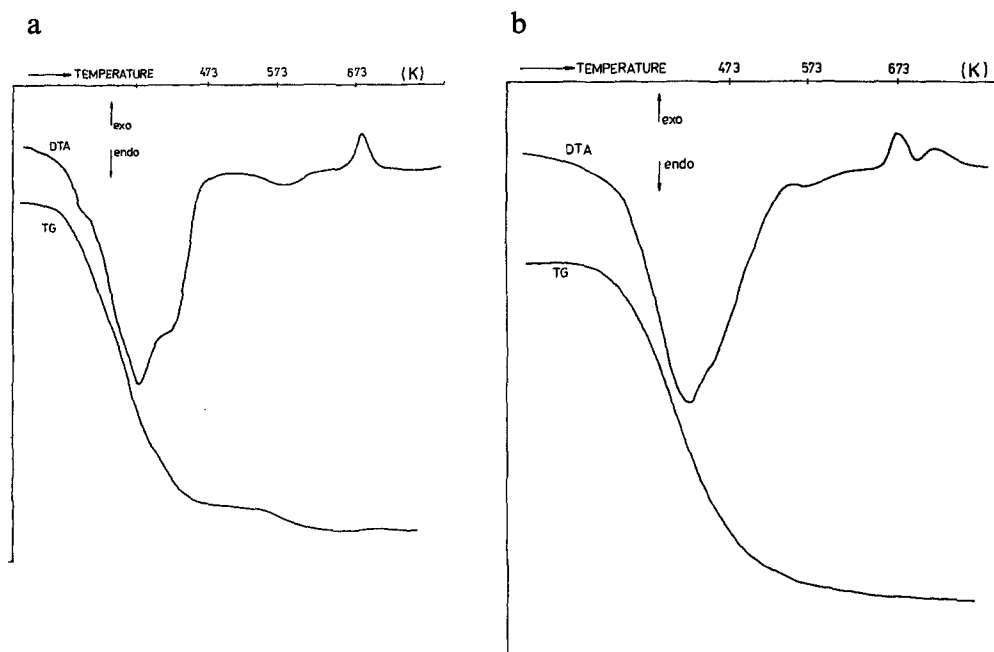 a
TEMPERATURE 473 573 673 (K)
exo
endo
DTA
TG
b
TEMPERATURE 473 573 673 (K)
exo
endo
DTA
TG